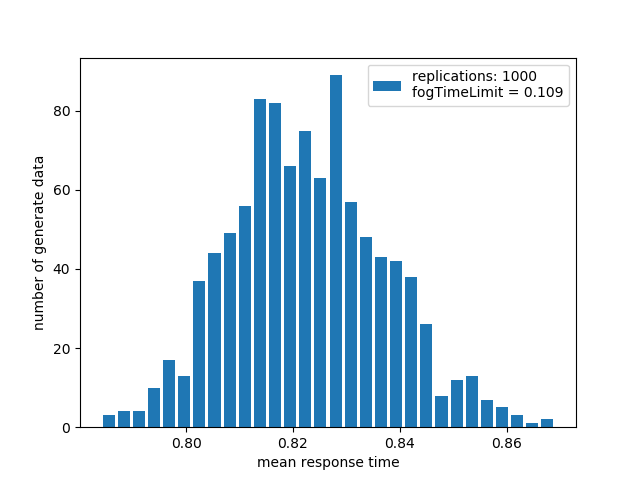 replications: 1000
fogTimeLimit = 0.109
80
60
40
20
0
number of generate data
0.80 0.82 0.84 0.86
mean response time